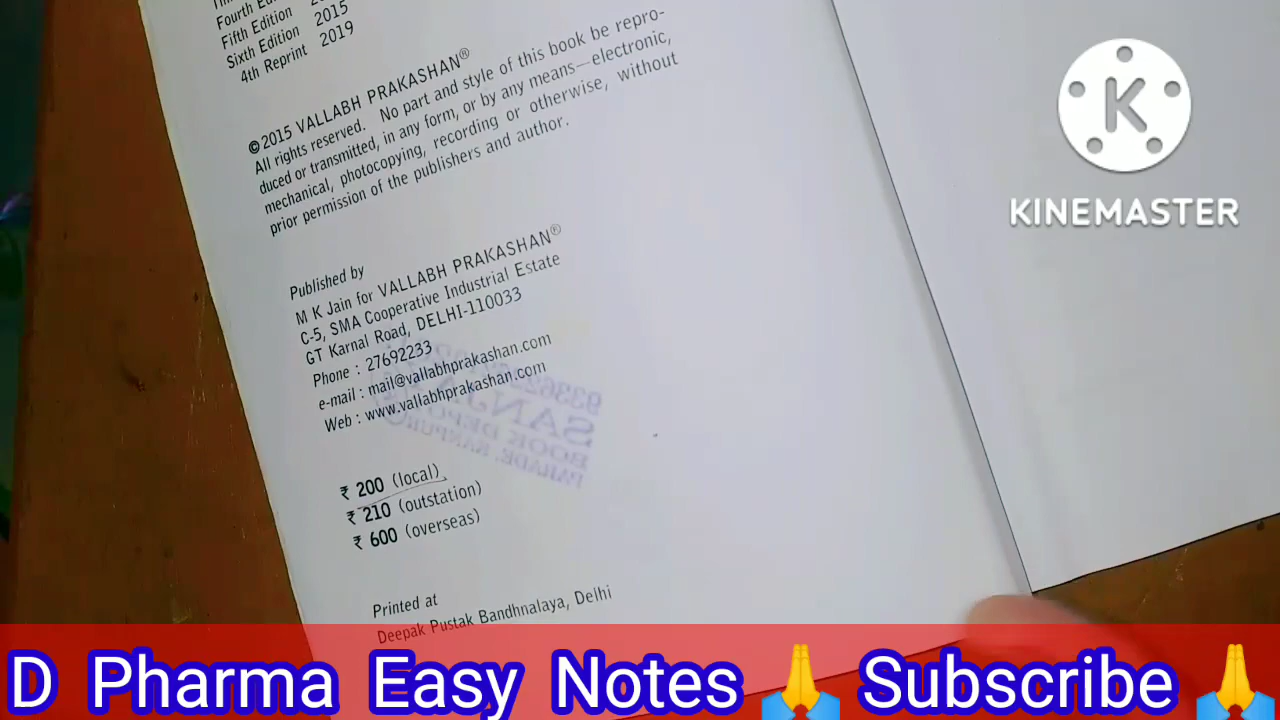 Fourth Edi
Fifth Edition
Sixth Edition 2015
4th Reprint 2019
©2015 VALLABH PRAKASHAN®
All rights reserved. No part and style of this book be repro-
duced or transmitted, in any form, or by any means—electronic,
mechanical, photocopying, recording or otherwise, without
prior permission of the publishers and author.
Published by
M K Jain for VALLABH PRAKASHAN®
C-5, SMA Cooperative Industrial Estate
GT Karnal Road, DELHI-110033
Phone : 27692233
e-mail : mail@vallabhprakashan.com
Web : www.vallabhprakashan.com
₹ 200 (local)
₹ 210 (outstation)
₹ 600 (overseas)
Printed at
Deepak Pustak Bandhnalaya, Delhi
K
KINEMASTER
D Pharma Easy Notes 🙏 Subscribe 🙏